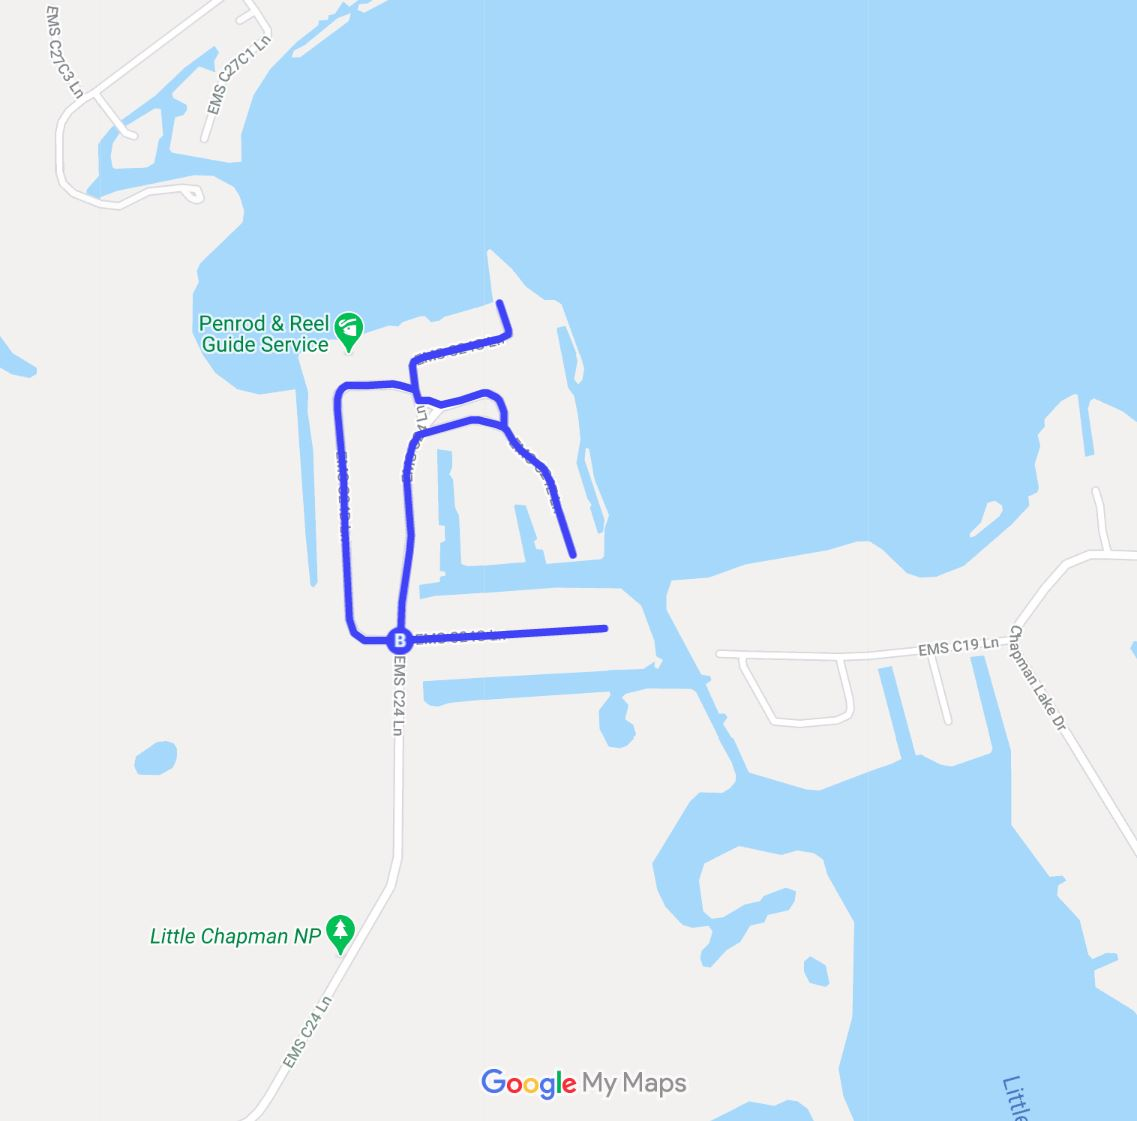 EMS C27C3 Ln
EMS C27C1 Ln
Penrod & Reel
Guide Service
B
EMS C24 Ln
EMS C19 Ln
Chapman Lake Dr
Little Chapman NP
EMS C24 Ln
Google My Maps
Little